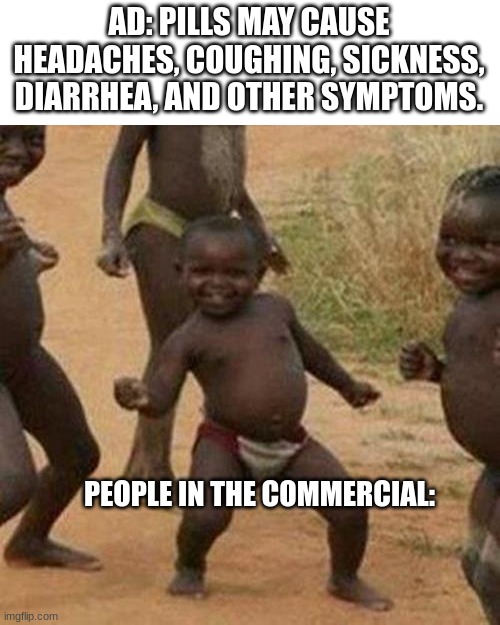 AD: PILLS MAY CAUSE
HEADACHES, COUGHING, SICKNESS,
DIARRHEA, AND OTHER SYMPTOMS.
PEOPLE IN THE COMMERCIAL:
imgflip.com